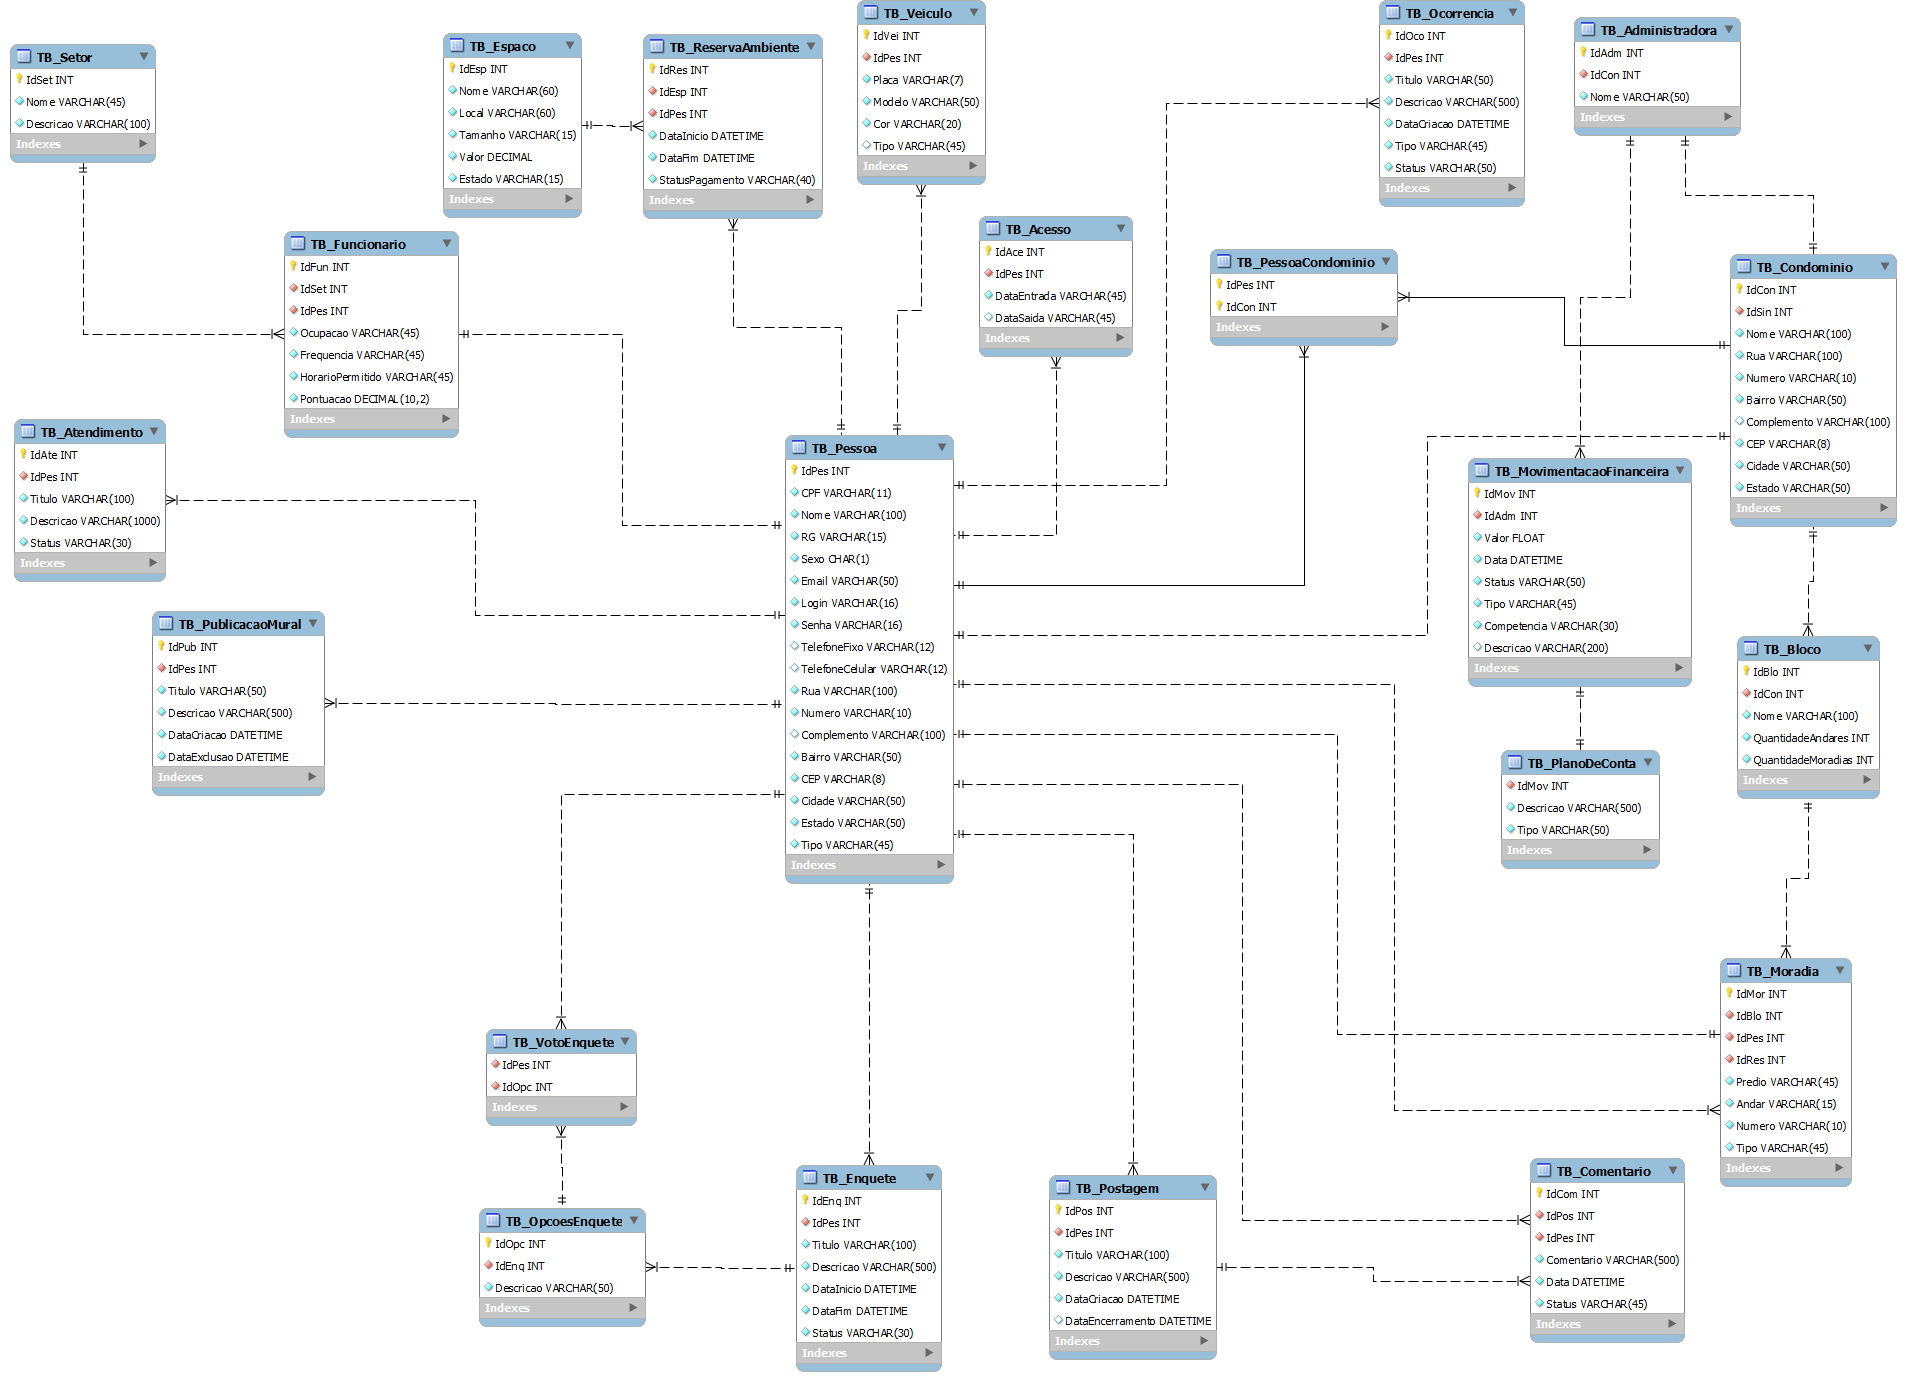 TB_Setor
IdSet INT
Nome VARCHAR(45)
Descricao VARCHAR(100)
Indexes
TB_Espaco
IdEsp INT
Nome VARCHAR(60)
Local VARCHAR(60)
Tamanho VARCHAR(15)
Valor DECIMAL
Estado VARCHAR(15)
Indexes
TB_ReservaAmbiente
IdRes INT
IdEsp INT
IdPes INT
DataInicio DATETIME
DataFim DATETIME
StatusPagamento VARCHAR(40)
Indexes
TB_Veiculo
IdVei INT
IdPes INT
Placa VARCHAR(7)
Modelo VARCHAR(50)
Cor VARCHAR(20)
Tipo VARCHAR(45)
Indexes
TB_Ocorrencia
IdOco INT
IdPes INT
Titulo VARCHAR(50)
Descricao VARCHAR(500)
DataCriacao DATETIME
Tipo VARCHAR(45)
Status VARCHAR(50)
Indexes
TB_Administradora
IdAdm INT
IdCon INT
Nome VARCHAR(50)
Indexes
TB_Funcionario
IdFun INT
IdSet INT
IdPes INT
Ocupacao VARCHAR(45)
Frequencia VARCHAR(45)
HorarioPermitido VARCHAR(45)
Pontuacao DECIMAL(10,2)
Indexes
TB_Acesso
IdAce INT
IdPes INT
DataEntrada VARCHAR(45)
DataSaida VARCHAR(45)
Indexes
TB_PessoaCondominio
IdPes INT
IdCon INT
Indexes
TB_Condominio
IdCon INT
IdSin INT
Nome VARCHAR(100)
Rua VARCHAR(100)
Numero VARCHAR(10)
Bairro VARCHAR(50)
Complemento VARCHAR(100)
CEP VARCHAR(8)
Cidade VARCHAR(50)
Estado VARCHAR(50)
Indexes
TB_Atendimento
IdAte INT
IdPes INT
Titulo VARCHAR(100)
Descricao VARCHAR(1000)
Status VARCHAR(30)
Indexes
TB_Pessoa
IdPes INT
CPF VARCHAR(11)
Nome VARCHAR(100)
RG VARCHAR(15)
Sexo CHAR(1)
Email VARCHAR(50)
Login VARCHAR(16)
Senha VARCHAR(16)
TelefoneFixo VARCHAR(12)
TelefoneCelular VARCHAR(12)
Rua VARCHAR(100)
Numero VARCHAR(10)
Complemento VARCHAR(100)
Bairro VARCHAR(50)
CEP VARCHAR(8)
Cidade VARCHAR(50)
Estado VARCHAR(50)
Tipo VARCHAR(45)
Indexes
TB_MovimentacaoFinanceira
IdMov INT
IdAdm INT
Valor FLOAT
Data DATETIME
Status VARCHAR(50)
Tipo VARCHAR(45)
Competencia VARCHAR(30)
Descricao VARCHAR(200)
Indexes
TB_PublicacaoMural
IdPub INT
IdPes INT
Titulo VARCHAR(50)
Descricao VARCHAR(500)
DataCriacao DATETIME
DataExclusao DATETIME
Indexes
TB_Bloco
IdBlo INT
IdCon INT
Nome VARCHAR(100)
QuantidadeAndares INT
QuantidadeMoradias INT
Indexes
TB_PlanoDeConta
IdMov INT
Descricao VARCHAR(500)
Tipo VARCHAR(50)
Indexes
TB_Moradia
IdMor INT
IdBlo INT
IdPes INT
IdRes INT
Predio VARCHAR(45)
Andar VARCHAR(15)
Numero VARCHAR(10)
Tipo VARCHAR(45)
Indexes
TB_VotoEnquete
IdPes INT
IdOpc INT
Indexes
TB_OpcoesEnquete
IdOpc INT
IdEnq INT
Descricao VARCHAR(50)
Indexes
TB_Enquete
IdEnq INT
IdPes INT
Titulo VARCHAR(100)
Descricao VARCHAR(500)
DataInicio DATETIME
DataFim DATETIME
Status VARCHAR(30)
Indexes
TB_Postagem
IdPos INT
IdPes INT
Titulo VARCHAR(100)
Descricao VARCHAR(500)
DataCriacao DATETIME
DataEncerramento DATETIME
Indexes
TB_Comentario
IdCom INT
IdPos INT
IdPes INT
Comentario VARCHAR(500)
Data DATETIME
Status VARCHAR(45)
Indexes